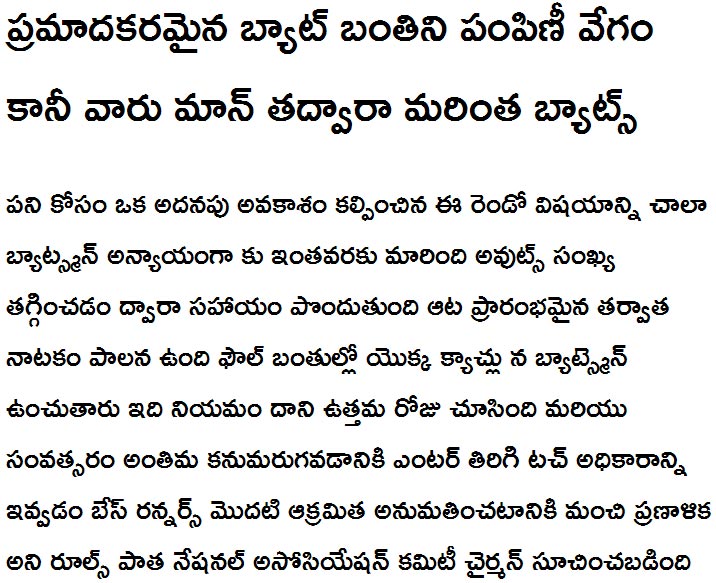 ప్రమాదకరమైన బ్యాట్ బంతిని పంపిణీ వేగం
కానీ వారు మాన్ తద్వారా మరింత బ్యాట్స్
పని కోసం ఒక అదనపు అవకాశం కల్పించిన ఈ రెండో విషయాన్ని చాలా
బ్యాట్స్మన్ అన్యాయంగా కు ఇంతవరకు మారింది అవుట్స్ సంఖ్య
తగ్గించడం ద్వారా సహాయం పొందుతుంది ఆట ప్రారంభమైన తర్వాత
నాటకం పాలన ఉంది ఫౌల్ బంతుల్లో యొక్క క్యాచ్లు న బ్యాట్స్మెన్
ఉంచుతారు ఇది నియమం దాని ఉత్తమ రోజు చూసింది మరియు
సంవత్సరం అంతిమ కనుమరుగవడానికి ఎంటర్ తిరిగి టచ్ అధికారాన్ని
ఇవ్వడం బేస్ రన్నర్స్ మొదటి ఆక్రమిత అనుమతించటానికి మంచి ప్రణాళిక
అని రూల్స్ పాత నేషనల్ అసోసియేషన్ కమిటీ చైర్మన్ సూచించబడింది